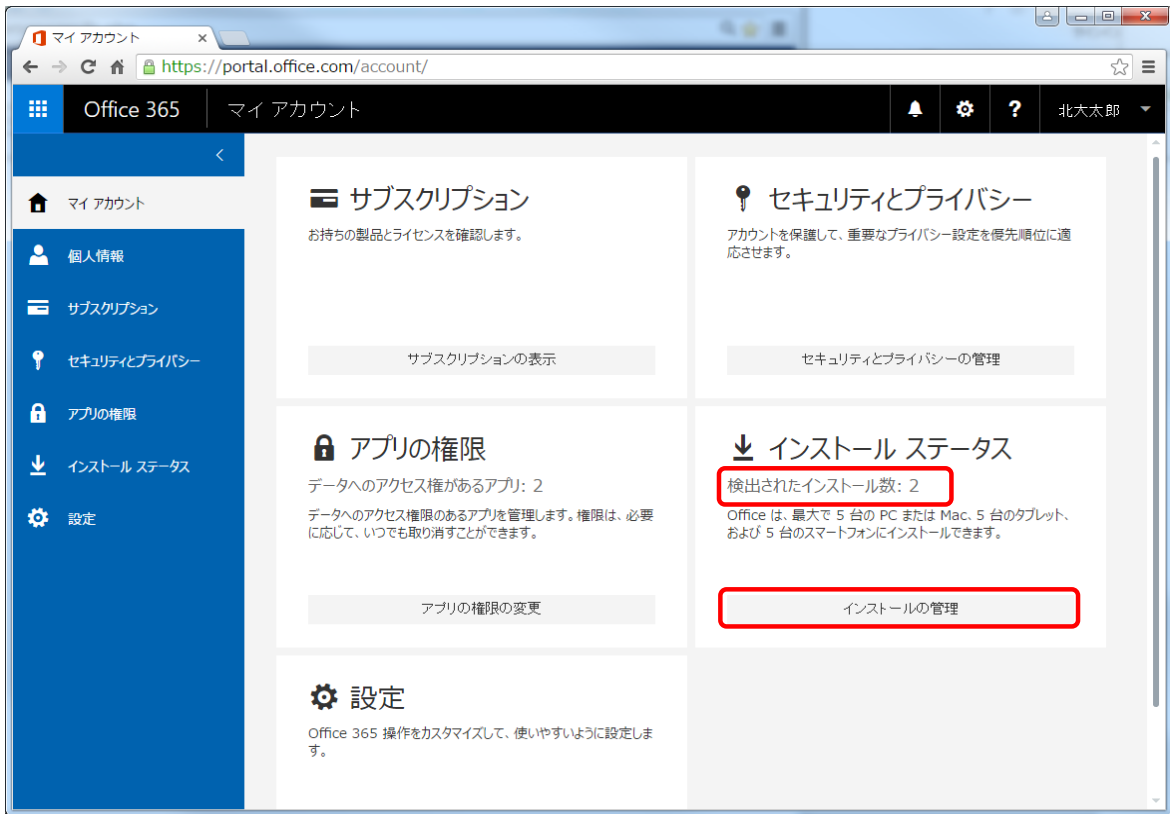 マイ アカウント
https://portal.office.com/account/
Office 365
マイ アカウント
?
北大太郎
マイ アカウント
個人情報
サブスクリプション
セキュリティとプライバシー
アプリの権限
インストール ステータス
設定
サブスクリプション
お持ちの製品とライセンスを確認します。
サブスクリプションの表示
セキュリティとプライバシー
アカウントを保護して、重要なプライバシー設定を優先順位に適
応させます。
セキュリティとプライバシーの管理
アプリの権限
データへのアクセス権があるアプリ: 2
データへのアクセス権限のあるアプリを管理します。権限は、必要
に応じて、いつでも取り消すことができます。
アプリの権限の変更
インストール ステータス
検出されたインストール数: 2
Office は、最大で 5 台の PC または Mac、5 台のタブレット、
および 5 台のスマートフォンにインストールできます。
インストールの管理
設定
Office 365 操作をカスタマイズして、使いやすいように設定しま
す。